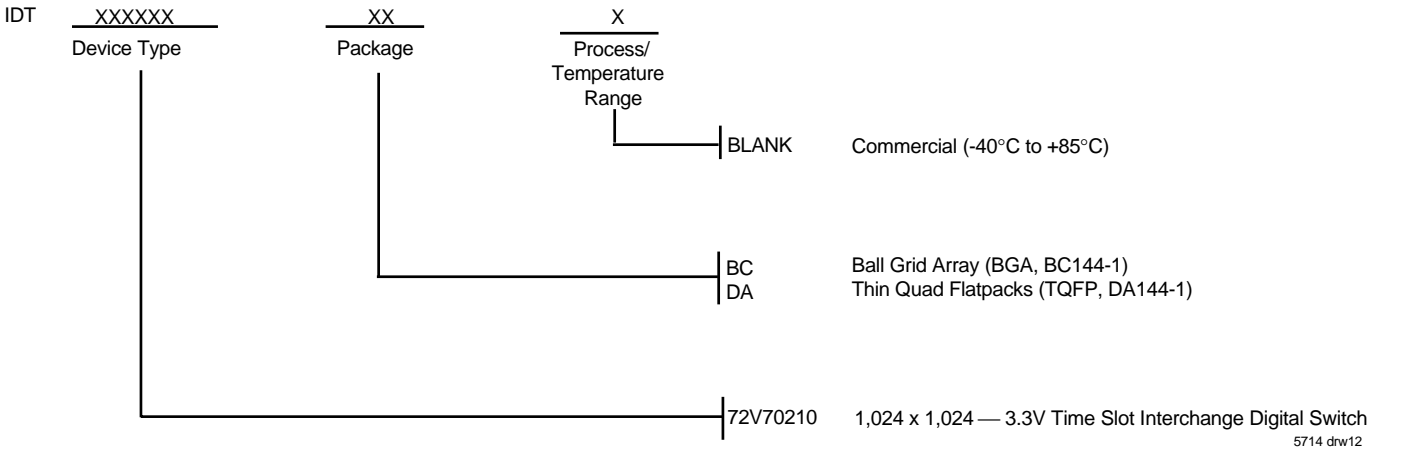 IDT XXXXXX XX X
Device Type Package Process/
Temperature
Range
BLANK Commercial (-40°C to +85°C)
BC Ball Grid Array (BGA, BC144-1)
DA Thin Quad Flatpacks (TQFP, DA144-1)
72V70210 1,024 x 1,024 — 3.3V Time Slot Interchange Digital Switch
5714 drw12